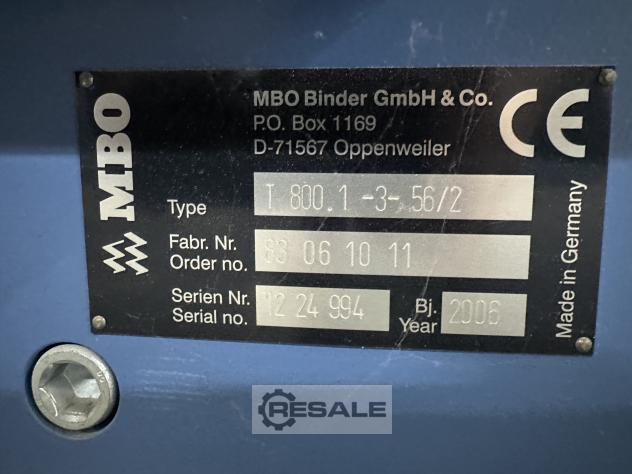 MBO
MBO Binder GmbH & Co.
P.O. Box 1169
D-71567 Oppenweiler
CE
Type T 800.1 -3-.56/2
Fabr. Nr.
Order no. 83 06 10 11
Serien Nr.
Serial no. 12 24 994
Bj.
Year 2006
Made in Germany
RESALE